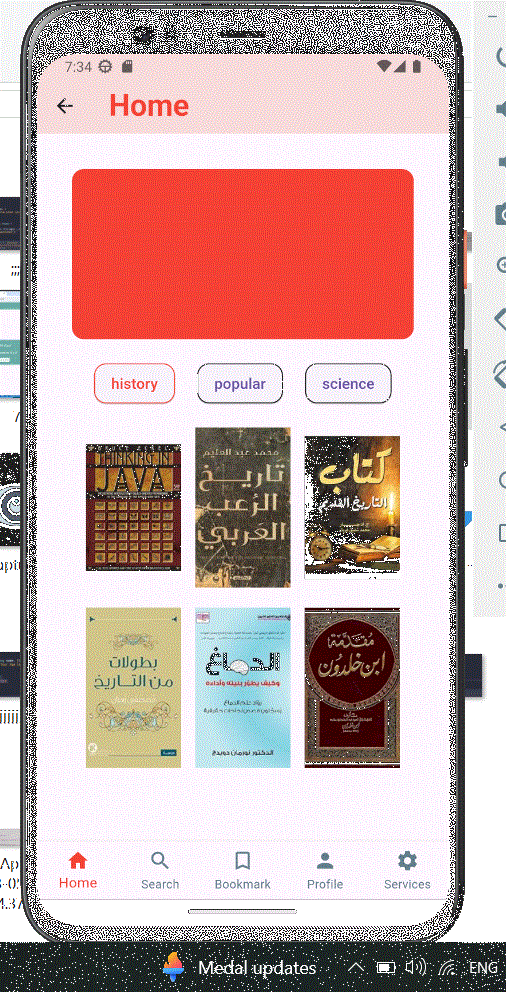 7:34
Home
history
popular
science
THINKING IN
JAVA
محمد عبد العليم
تاريخ
الرعب
العربي
كتاب
التاريخ القديم
بطولات
من التاريخ
الدماغ
وكيف يطور بنيته وأداءه
الدكتور نورمان دويدج
مقدمة
ابن خلدون
Home
Search
Bookmark
Profile
Services
Medal updates
ENG